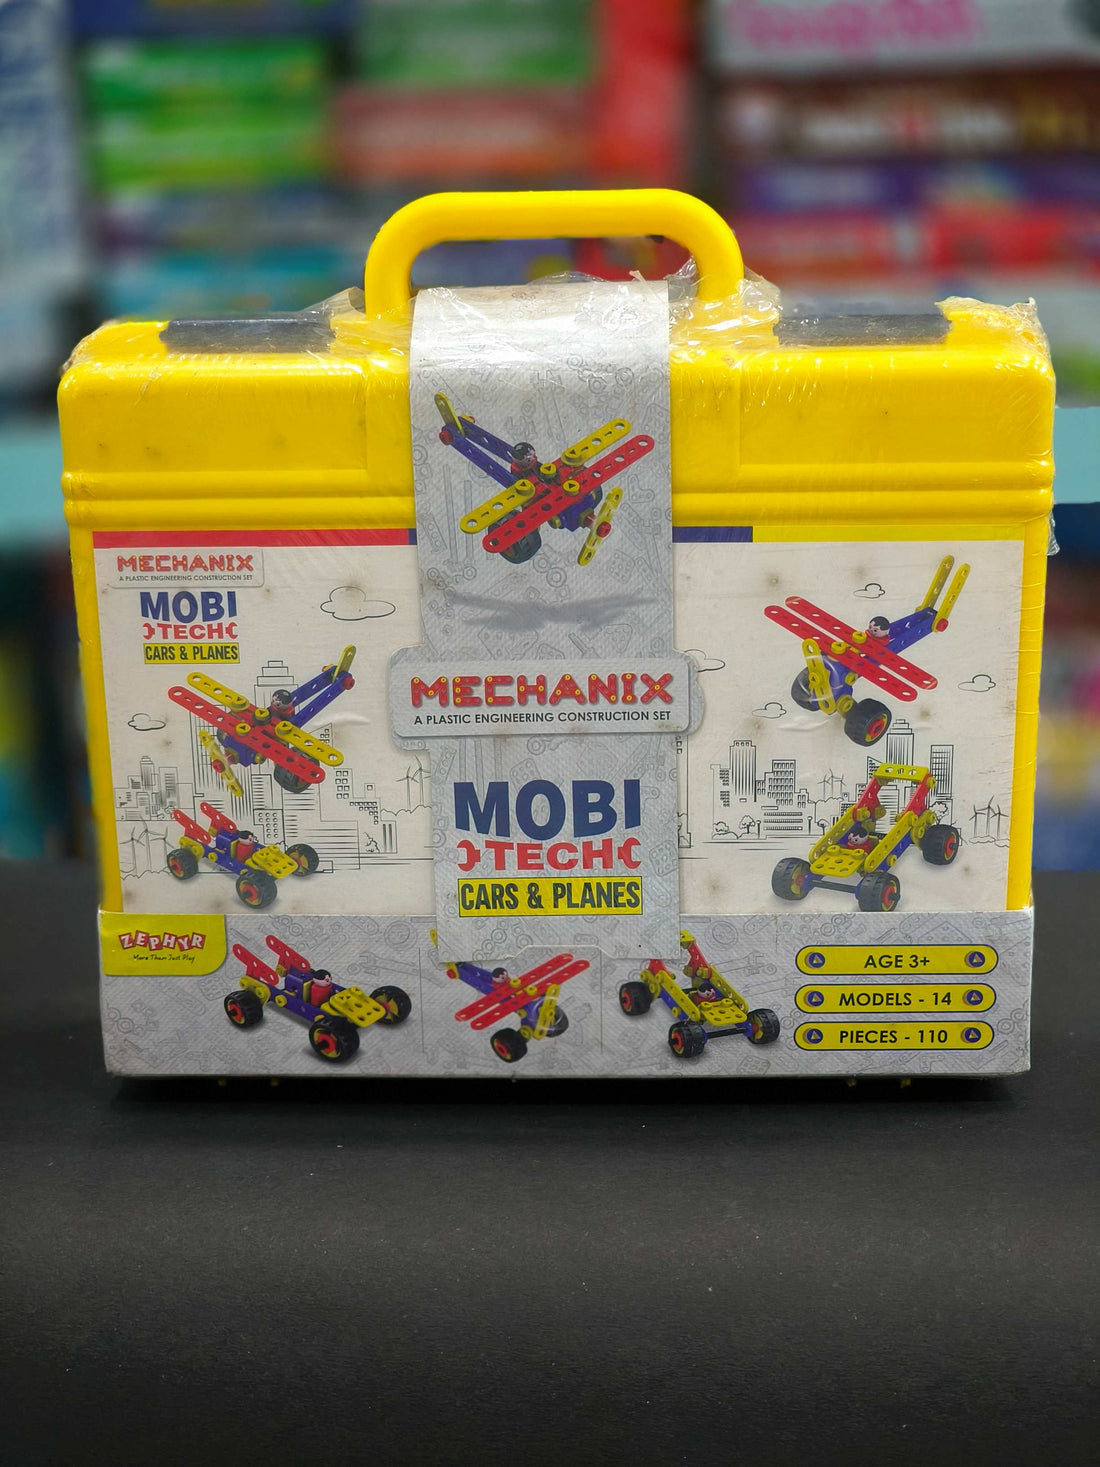 MECHANIX
A PLASTIC ENGINEERING CONSTRUCTION SET
MOBI
TECH
CARS & PLANES
MECHANIX
A PLASTIC ENGINEERING CONSTRUCTION SET
MOBI
TECH
CARS & PLANES
ZEPHYR
More Than Just Play
AGE 3+
MODELS - 14
PIECES - 110